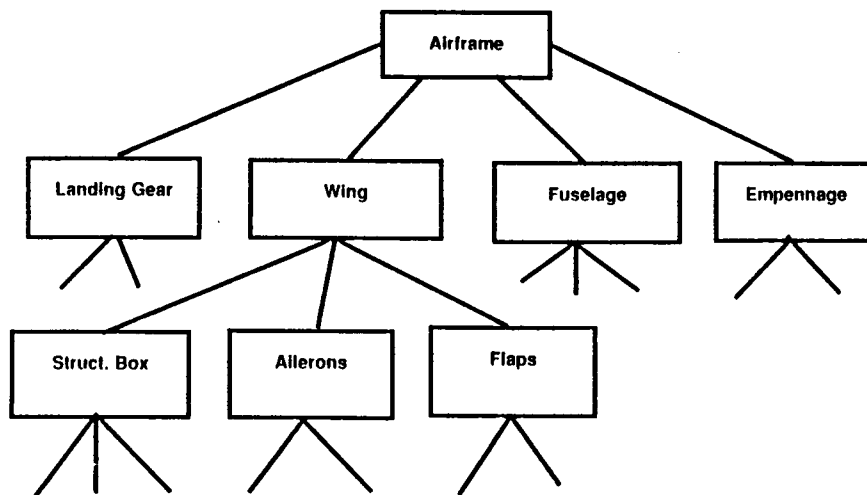 Airframe
Landing Gear
Wing
Fuselage
Empennage
Struct. Box
Ailerons
Flaps